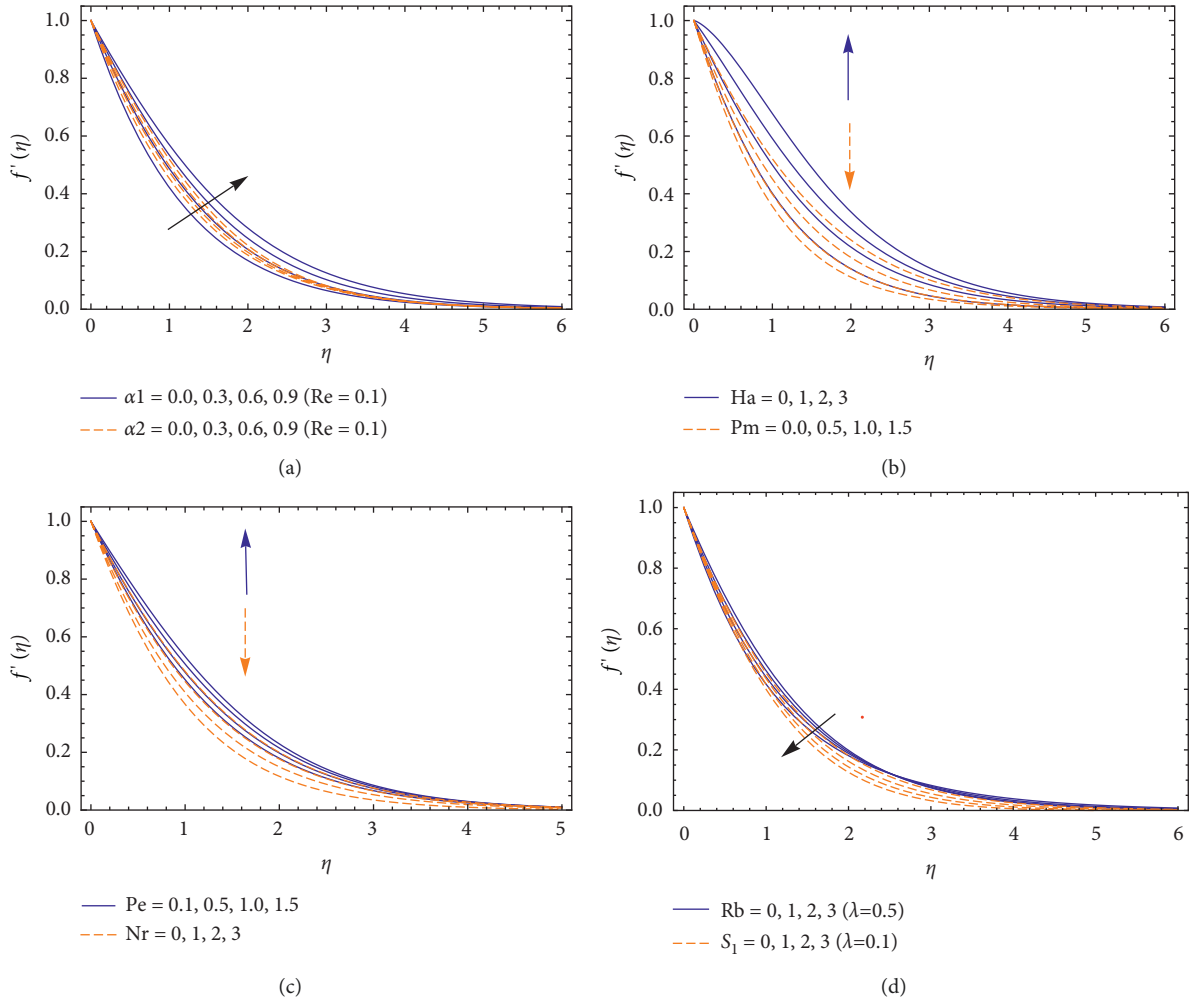 1.0
0.8
0.6
0.4
0.2
0.0
f ' (η)
0 1 2 3 4 5 6
η
α1 = 0.0, 0.3, 0.6, 0.9 (Re = 0.1)
α2 = 0.0, 0.3, 0.6, 0.9 (Re = 0.1)
(a)
1.0
0.8
0.6
0.4
0.2
0.0
f ' (η)
0 1 2 3 4 5 6
η
Ha = 0, 1, 2, 3
Pm = 0.0, 0.5, 1.0, 1.5
(b)
1.0
0.8
0.6
0.4
0.2
0.0
f ' (η)
0 1 2 3 4 5
η
Pe = 0.1, 0.5, 1.0, 1.5
Nr = 0, 1, 2, 3
(c)
1.0
0.8
0.6
0.4
0.2
0.0
f ' (η)
0 1 2 3 4 5 6
η
Rb = 0, 1, 2, 3 (λ=0.5)
S₁ = 0, 1, 2, 3 (λ=0.1)
(d)